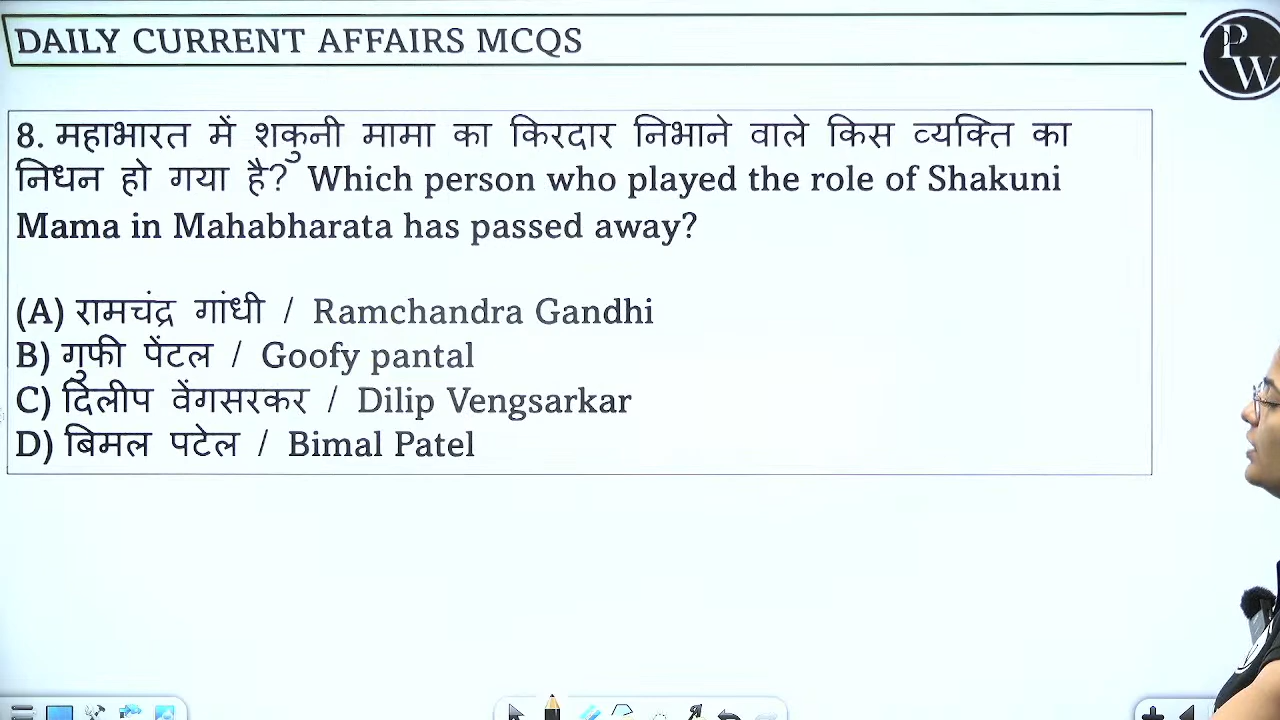 DAILY CURRENT AFFAIRS MCQS
PW
8. महाभारत में शकुनी मामा का किरदार निभाने वाले किस व्यक्ति का
निधन हो गया है? Which person who played the role of Shakuni
Mama in Mahabharata has passed away?
(A) रामचंद्र गांधी / Ramchandra Gandhi
B) गुफी पेंटल / Goofy pantal
C) दिलीप वेंगसरकर / Dilip Vengsarkar
D) बिमल पटेल / Bimal Patel